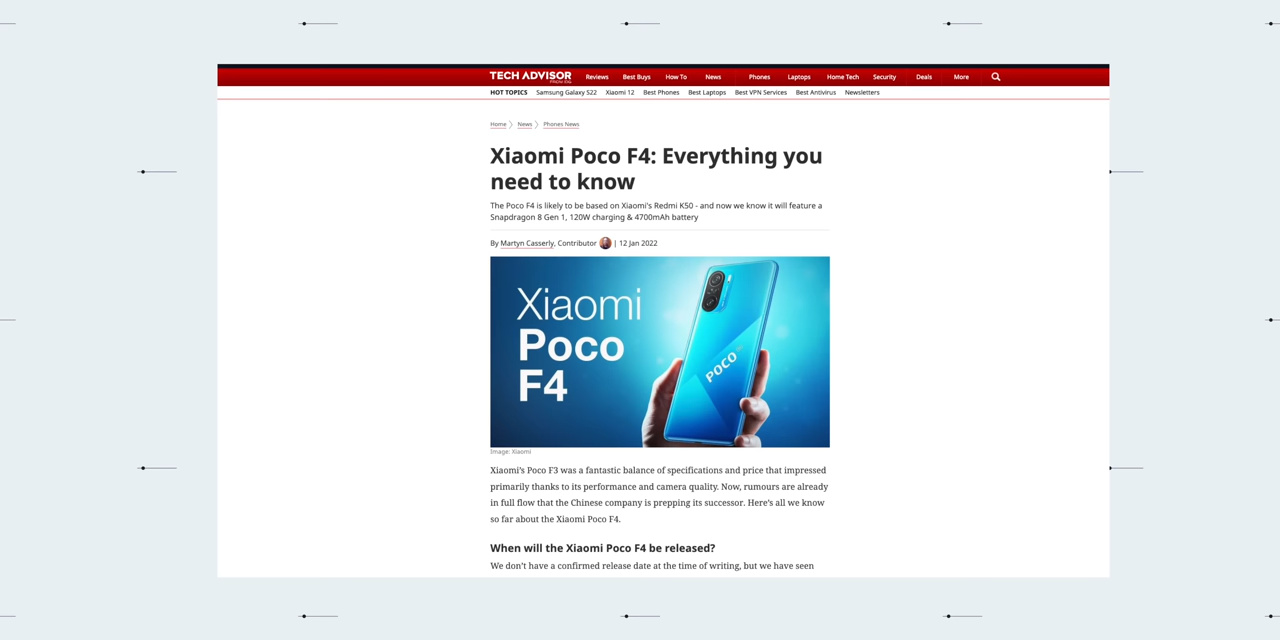 TECH ADVISOR
FROM IDG
Reviews Best Buys How To News Phones Laptops Home Tech Security Deals More
HOT TOPICS Samsung Galaxy S22 Xiaomi 12 Best Phones Best Laptops Best VPN Services Best Antivirus Newsletters
Home News Phones News
Xiaomi Poco F4: Everything you
need to know
The Poco F4 is likely to be based on Xiaomi's Redmi K50 - and now we know it will feature a
Snapdragon 8 Gen 1, 120W charging & 4700mAh battery
By Martyn Casserly, Contributor | 12 Jan 2022
Xiaomi
Poco
F4
POCO
Image: Xiaomi
Xiaomi’s Poco F3 was a fantastic balance of specifications and price that impressed
primarily thanks to its performance and camera quality. Now, rumours are already
in full flow that the Chinese company is prepping its successor. Here’s all we know
so far about the Xiaomi Poco F4.
When will the Xiaomi Poco F4 be released?
We don’t have a confirmed release date at the time of writing, but we have seen